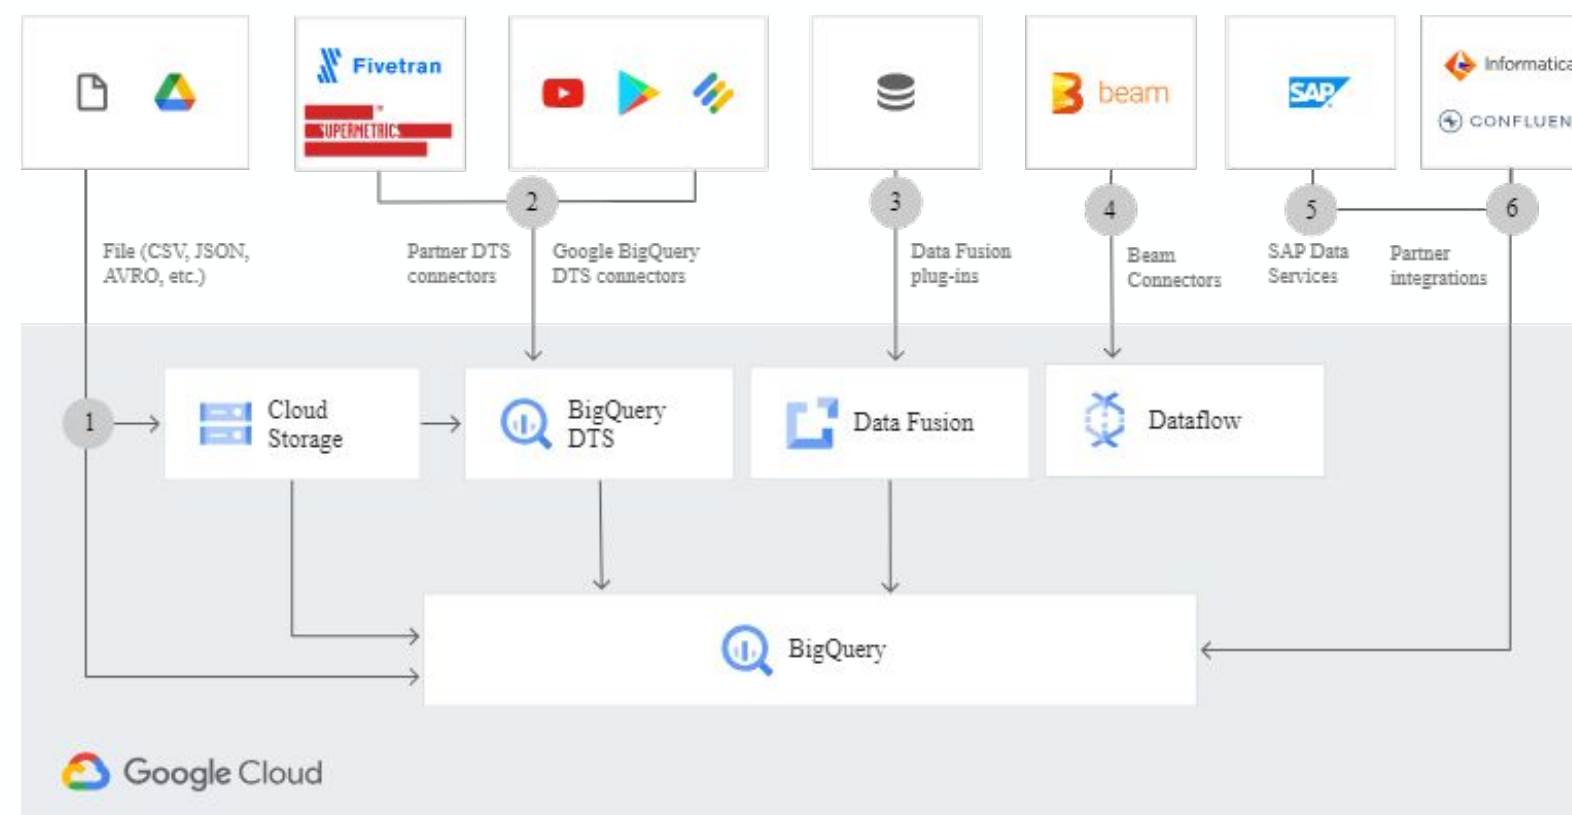 Fivetran
SUPERMETRICS
beam
SAP
Informatica
CONFLUEN
2
3
4
5
6
File (CSV, JSON,
AVRO, etc.)
Partner DTS
connectors
Google BigQuery
DTS connectors
Data Fusion
plug-ins
Beam
Connectors
SAP Data
Services
Partner
integrations
1
Cloud
Storage
BigQuery
DTS
Data Fusion
Dataflow
BigQuery
Google Cloud